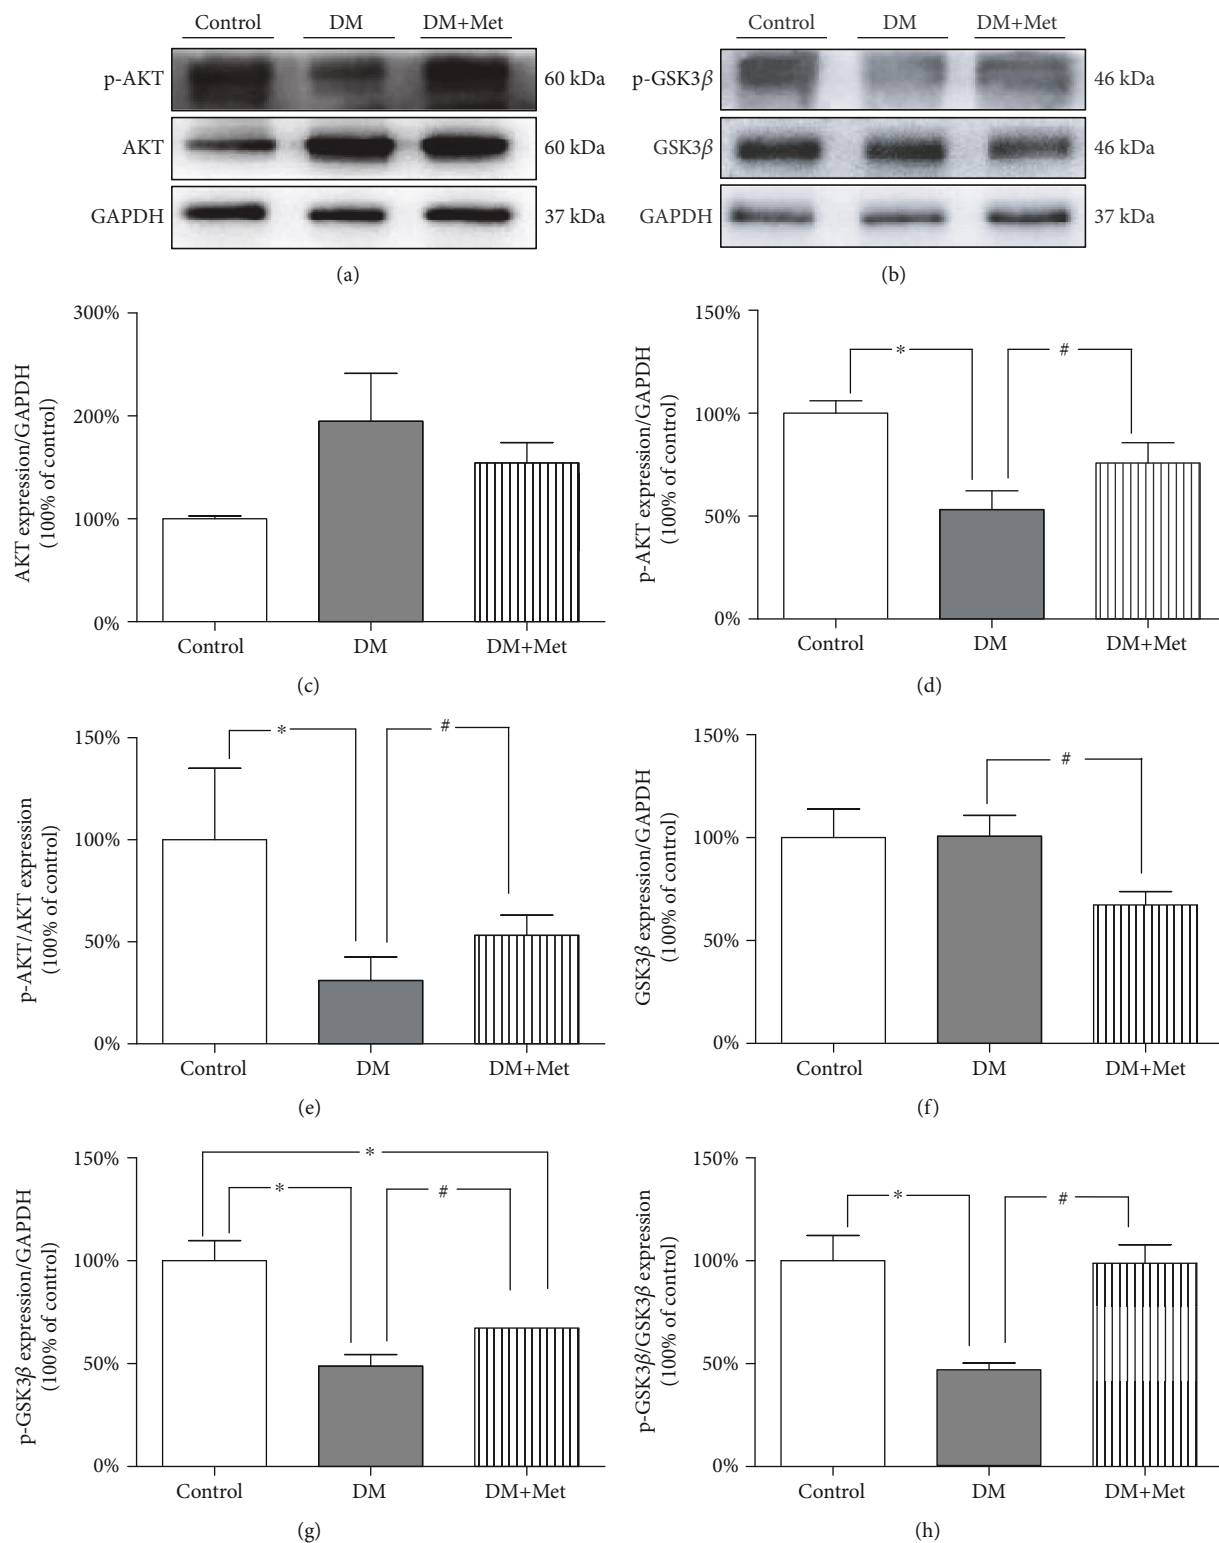 Control DM DM+Met
p-AKT 60 kDa
AKT 60 kDa
GAPDH 37 kDa
(a)
Control DM DM+Met
p-GSK3β 46 kDa
GSK3β 46 kDa
GAPDH 37 kDa
(b)
AKT expression/GAPDH
(100% of control)
300%
200%
100%
0%
Control DM DM+Met
(c)
p-AKT expression/GAPDH
(100% of control)
150%
100%
50%
0%
* #
Control DM DM+Met
(d)
p-AKT/AKT expression
(100% of control)
150%
100%
50%
0%
* #
Control DM DM+Met
(e)
GSK3β expression/GAPDH
(100% of control)
150%
100%
50%
0%
#
Control DM DM+Met
(f)
p-GSK3β expression/GAPDH
(100% of control)
150%
100%
50%
0%
*
* #
Control DM DM+Met
(g)
p-GSK3β/GSK3β expression
(100% of control)
150%
100%
50%
0%
* #
Control DM DM+Met
(h)